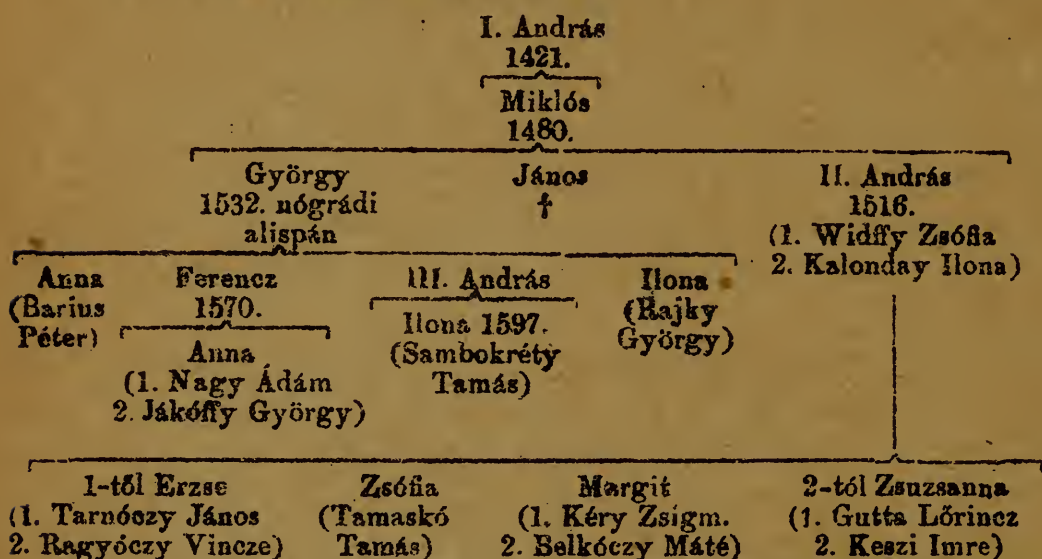 I. András
1421.
Miklós
1480.
György
1532. nógrádi
alispán
János
†
II. András
1516.
(1. Widffy Zsófia
2. Kalonday Ilona)
Anna
(Barius
Péter)
Ferencz
1570.
III. András
Ilona
(Rajky
György)
Anna
(1. Nagy Ádám
2. Jákóffy György)
Ilona 1597.
(Sambokréty
Tamás)
1-től Erzse
(1. Tarnóczy János
2. Ragyóczy Vincze)
Zsófia
(Tamaskó
Tamás)
Margit
(1. Kéry Zsigm.
2. Belkóczy Máté)
2-tól Zsuzsanna
(1. Gutta Lőrincz
2. Keszi Imre)